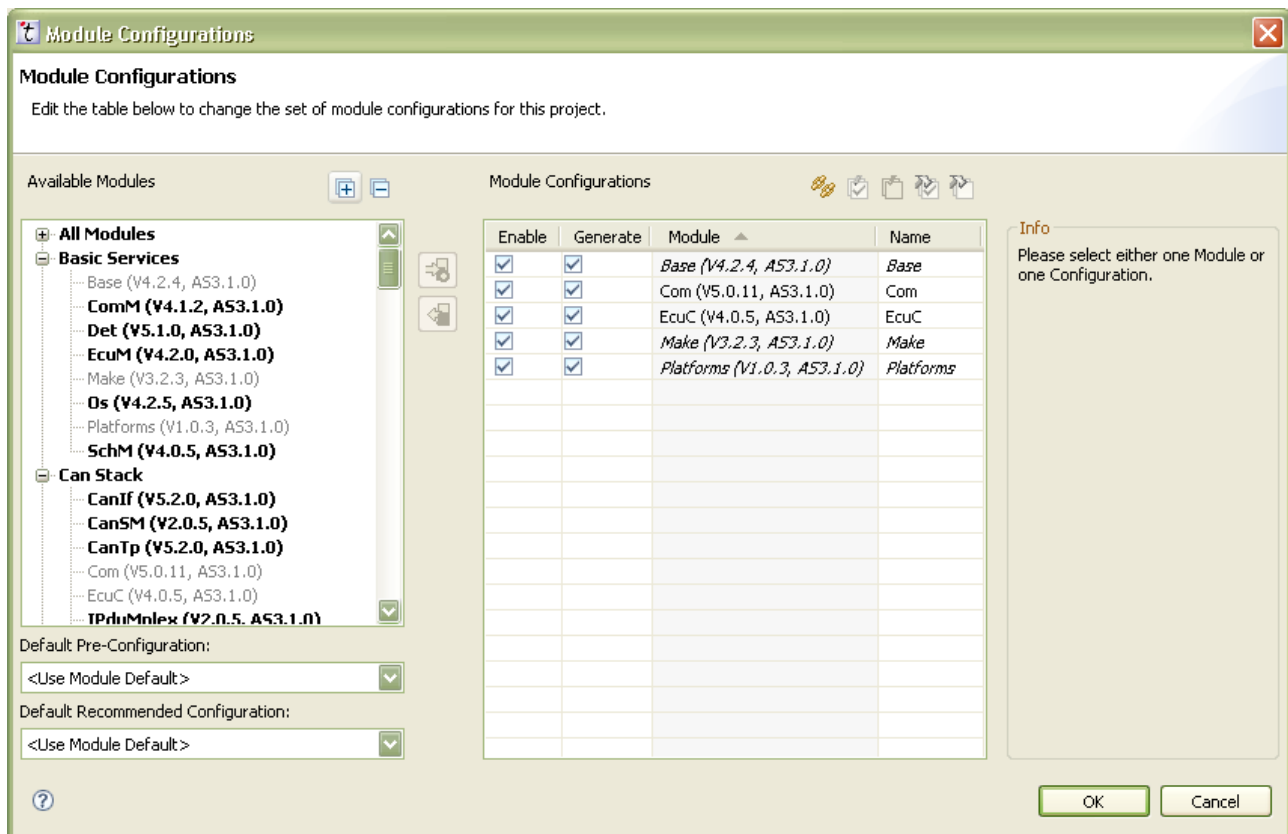 Module Configurations
Module Configurations
Edit the table below to change the set of module configurations for this project.
Available Modules
All Modules
Basic Services
Base (V4.2.4, AS3.1.0)
ComM (V4.1.2, AS3.1.0)
Det (V5.1.0, AS3.1.0)
EcuM (V4.2.0, AS3.1.0)
Make (V3.2.3, AS3.1.0)
Os (V4.2.5, AS3.1.0)
Platforms (V1.0.3, AS3.1.0)
SchM (V4.0.5, AS3.1.0)
Can Stack
CanIf (V5.2.0, AS3.1.0)
CanSM (V2.0.5, AS3.1.0)
CanTp (V5.2.0, AS3.1.0)
Com (V5.0.11, AS3.1.0)
EcuC (V4.0.5, AS3.1.0)
IPduMplex (V2.0.5, AS3.1.0)
Default Pre-Configuration:
<Use Module Default>
Default Recommended Configuration:
<Use Module Default>
Module Configurations
Enable Generate Module Name
Base (V4.2.4, AS3.1.0) Base
Com (V5.0.11, AS3.1.0) Com
EcuC (V4.0.5, AS3.1.0) EcuC
Make (V3.2.3, AS3.1.0) Make
Platforms (V1.0.3, AS3.1.0) Platforms
Info
Please select either one Module or
one Configuration.
OK Cancel